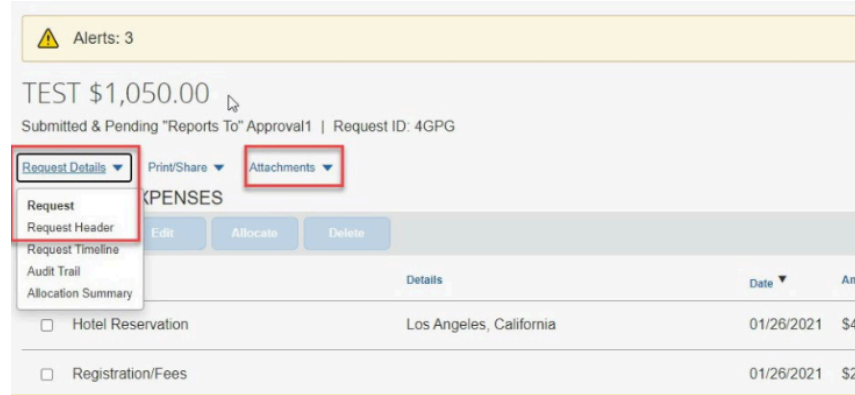 Alerts: 3
TEST $1,050.00
Submitted & Pending "Reports To" Approval1 | Request ID: 4GPG
Request Details Print/Share Attachments
XPENSES
Request
Request Header
Request Timeline
Audit Trail
Allocation Summary
Edit Allocate Delete
Details Date
Hotel Reservation Los Angeles, California 01/26/2021 $4
Registration/Fees 01/26/2021 $2